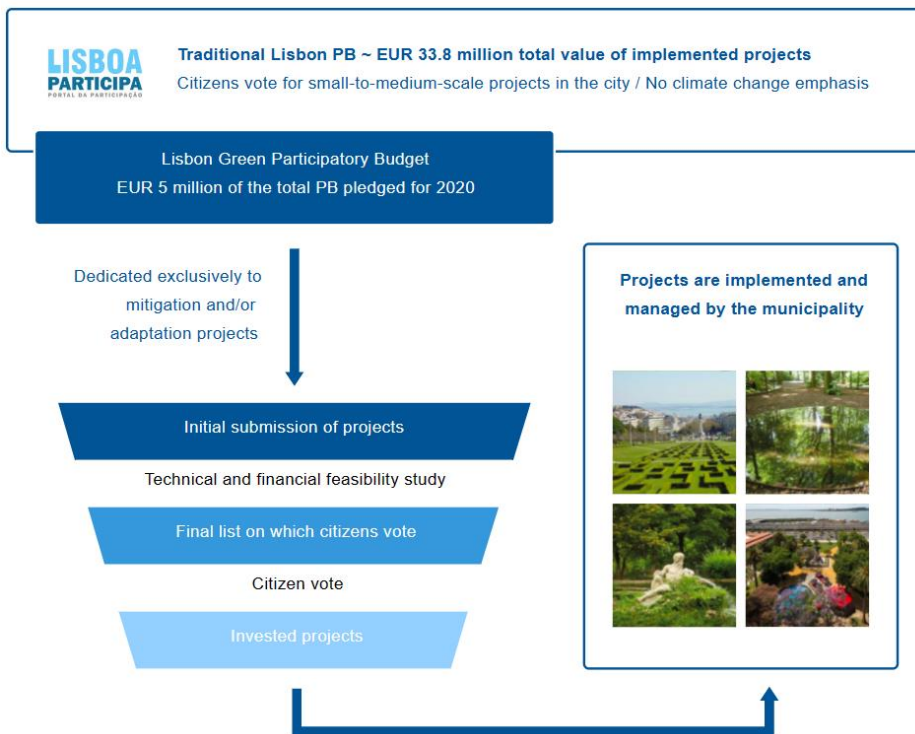 LISBOA
PARTICIPA
PORTAL DA PARTICIPAÇÃO
Traditional Lisbon PB ~ EUR 33.8 million total value of implemented projects
Citizens vote for small-to-medium-scale projects in the city / No climate change emphasis
Lisbon Green Participatory Budget
EUR 5 million of the total PB pledged for 2020
Dedicated exclusively to
mitigation and/or
adaptation projects
Initial submission of projects
Technical and financial feasibility study
Final list on which citizens vote
Citizen vote
Invested projects
Projects are implemented and
managed by the municipality